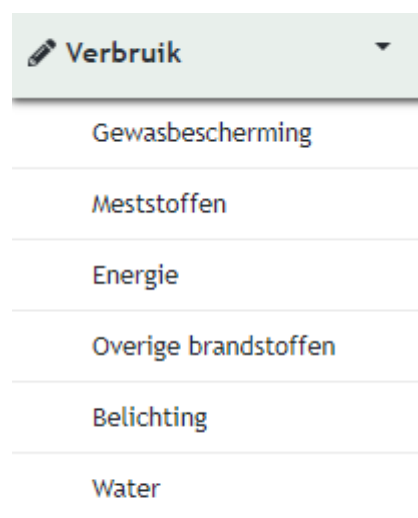 Verbruik
Gewasbescherming
Meststoffen
Energie
Overige brandstoffen
Belichting
Water